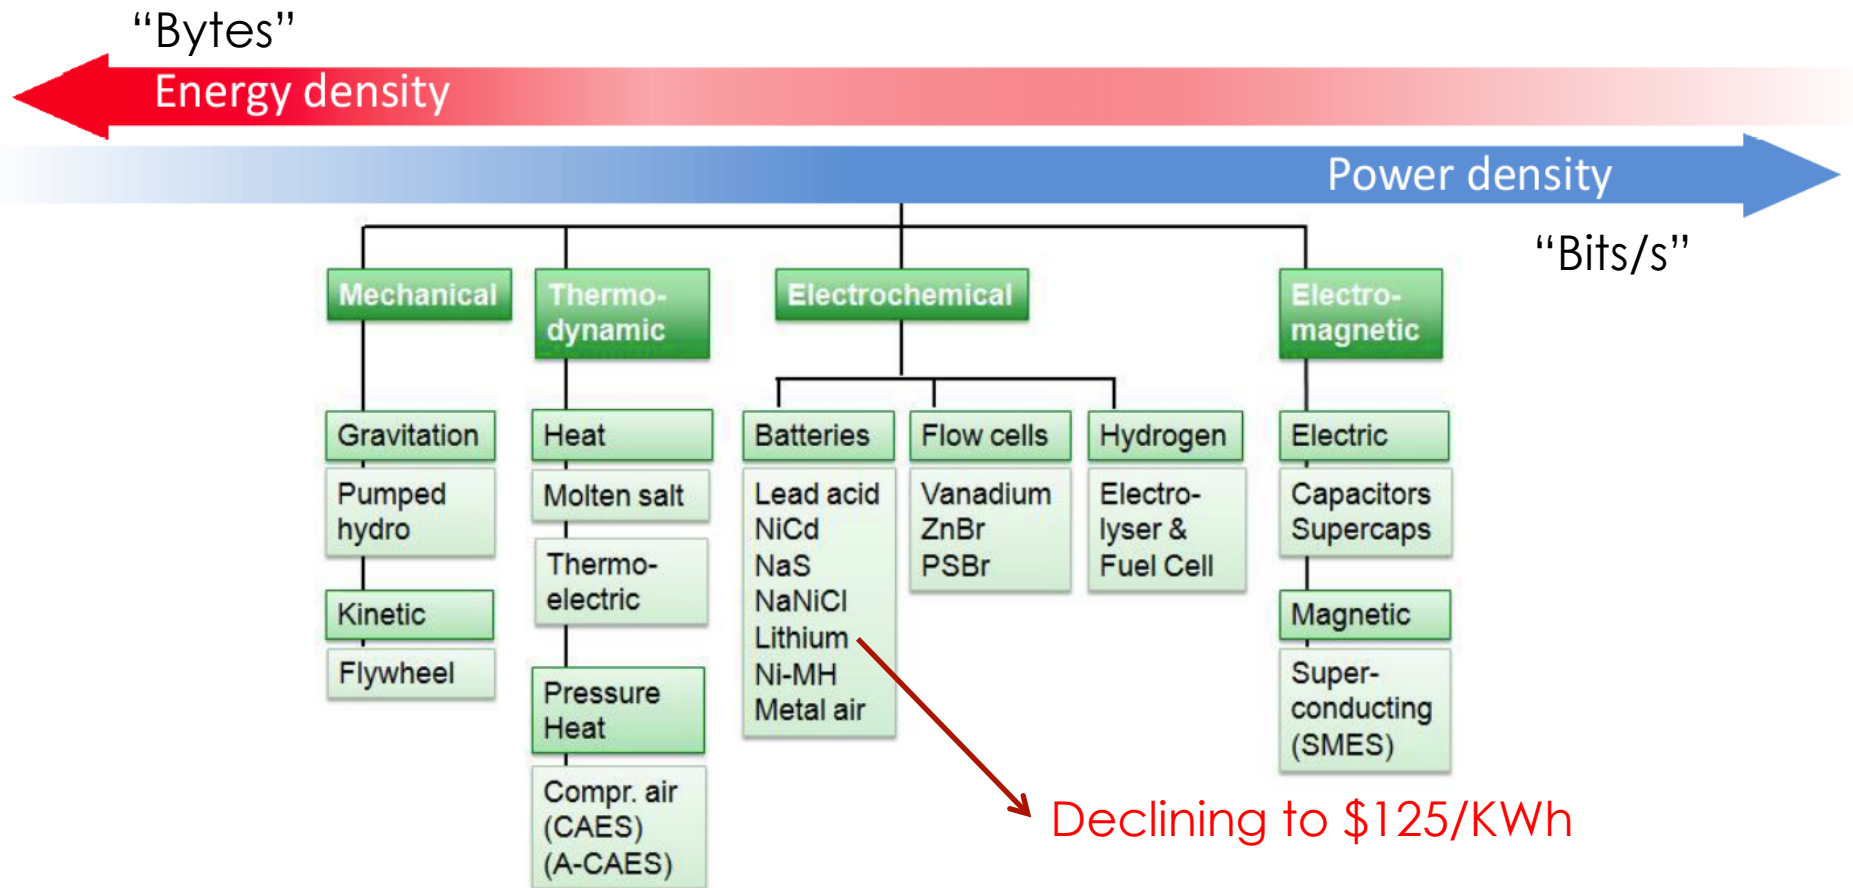 “Bytes”
Energy density
Power density
“Bits/s”
Mechanical
Thermo-
dynamic
Electrochemical
Electro-
magnetic
Gravitation
Pumped
hydro
Kinetic
Flywheel
Heat
Molten salt
Thermo-
electric
Pressure
Heat
Compr. air
(CAES)
(A-CAES)
Batteries
Lead acid
NiCd
NaS
NaNiCl
Lithium
Ni-MH
Metal air
Flow cells
Vanadium
ZnBr
PSBr
Hydrogen
Electro-
lyser &
Fuel Cell
Electric
Capacitors
Supercaps
Magnetic
Super-
conducting
(SMES)
Declining to $125/KWh